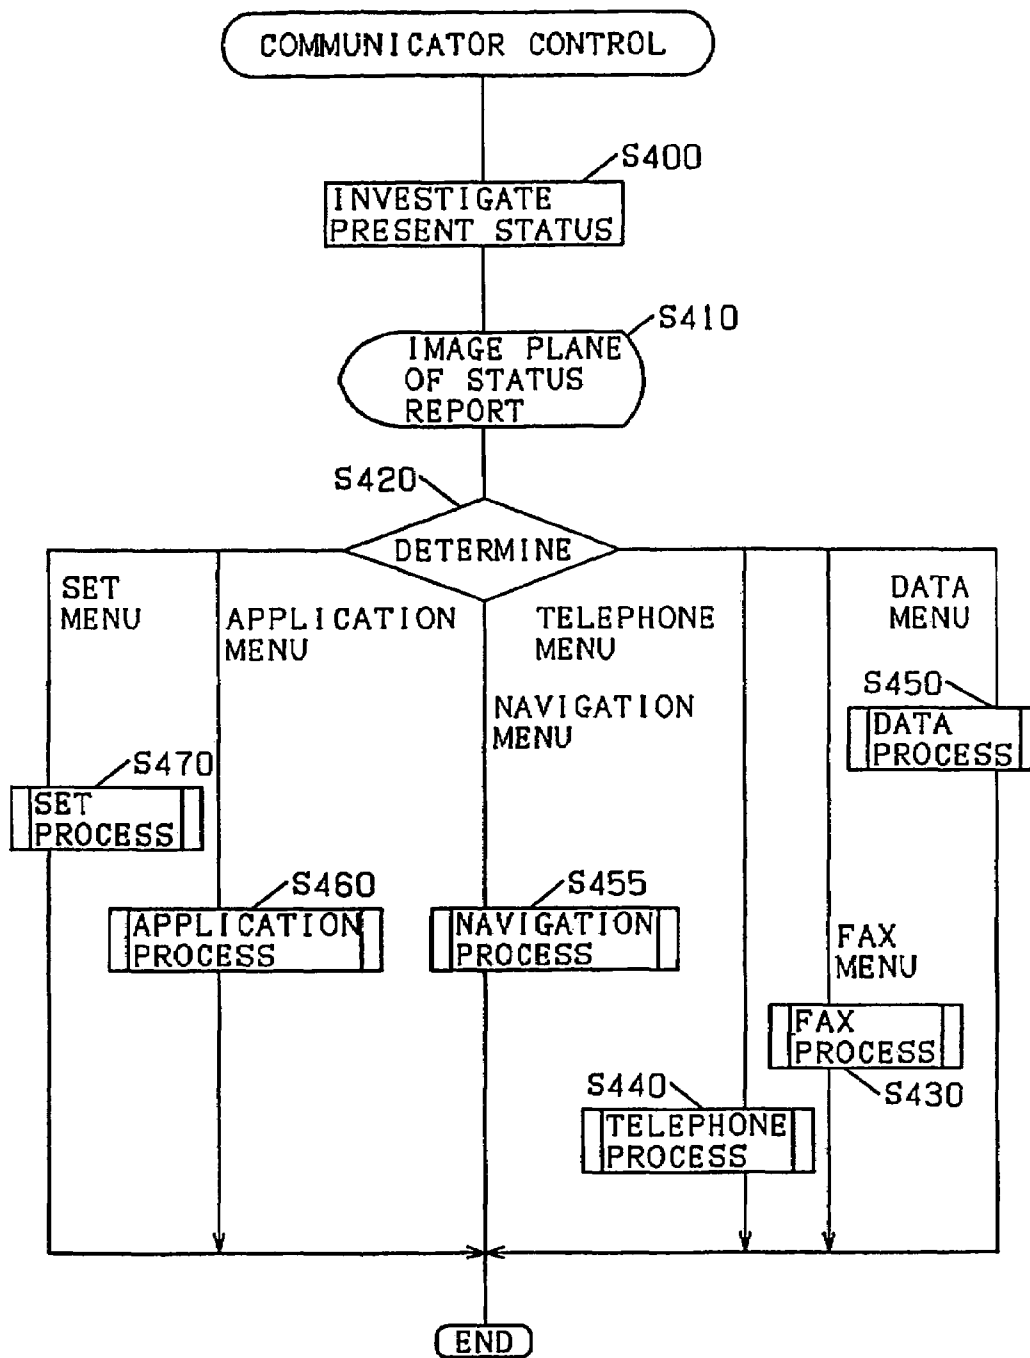 COMMUNICATOR CONTROL
S400
INVESTIGATE
PRESENT STATUS
S410
IMAGE PLANE
OF STATUS
REPORT
S420
DETERMINE
SET
MENU
APPLICATION
MENU
TELEPHONE
MENU
DATA
MENU
NAVIGATION
MENU
S450
DATA
PROCESS
S470
SET
PROCESS
S460
APPLICATION
PROCESS
S455
NAVIGATION
PROCESS
FAX
MENU
FAX
PROCESS
S430
S440
TELEPHONE
PROCESS
END